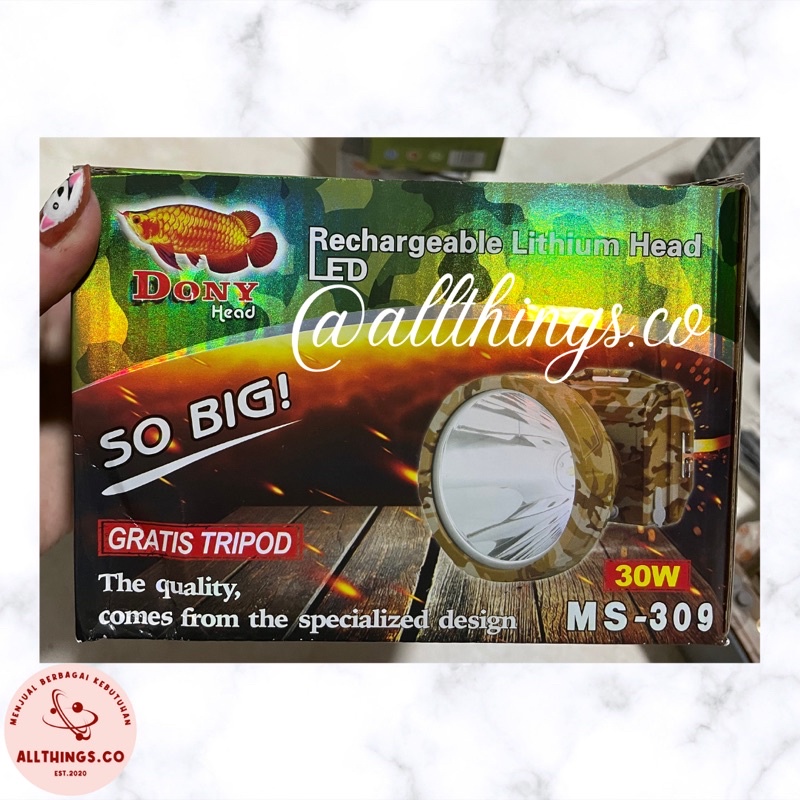 Rechargeable Lithium Head
LED
DONY
Head
@allthings.co
SO BIG!
GRATIS TRIPOD
30W
The quality,
comes from the specialized design
MS-309
MENJUAL BERBAGAI KEBUTUHAN
ALLTHINGS.CO
EST.2020